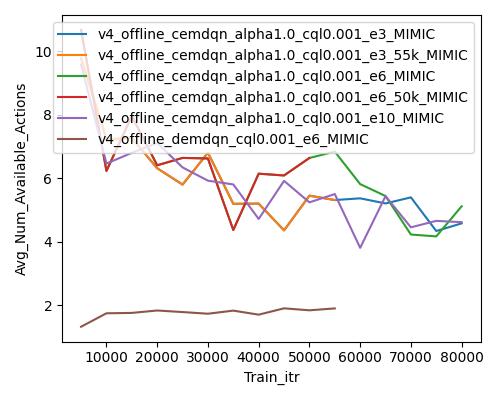 v4_offline_cemdqn_alpha1.0_cql0.001_e3_MIMIC
v4_offline_cemdqn_alpha1.0_cql0.001_e3_55k_MIMIC
v4_offline_cemdqn_alpha1.0_cql0.001_e6_MIMIC
v4_offline_cemdqn_alpha1.0_cql0.001_e6_50k_MIMIC
v4_offline_cemdqn_alpha1.0_cql0.001_e10_MIMIC
v4_offline_demdqn_cql0.001_e6_MIMIC
Avg_Num_Available_Actions
10
8
6
4
2
10000 20000 30000 40000 50000 60000 70000 80000
Train_itr